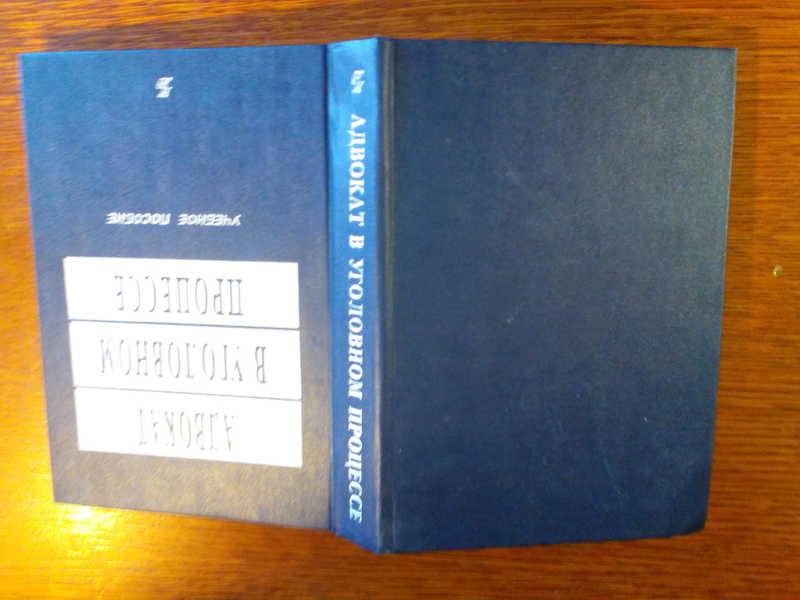 АДВОКАТ
В УГОЛОВНОМ
ПРОЦЕССЕ
УЧЕБНОЕ ПОСОБИЕ
АДВОКАТ В УГОЛОВНОМ ПРОЦЕССЕ